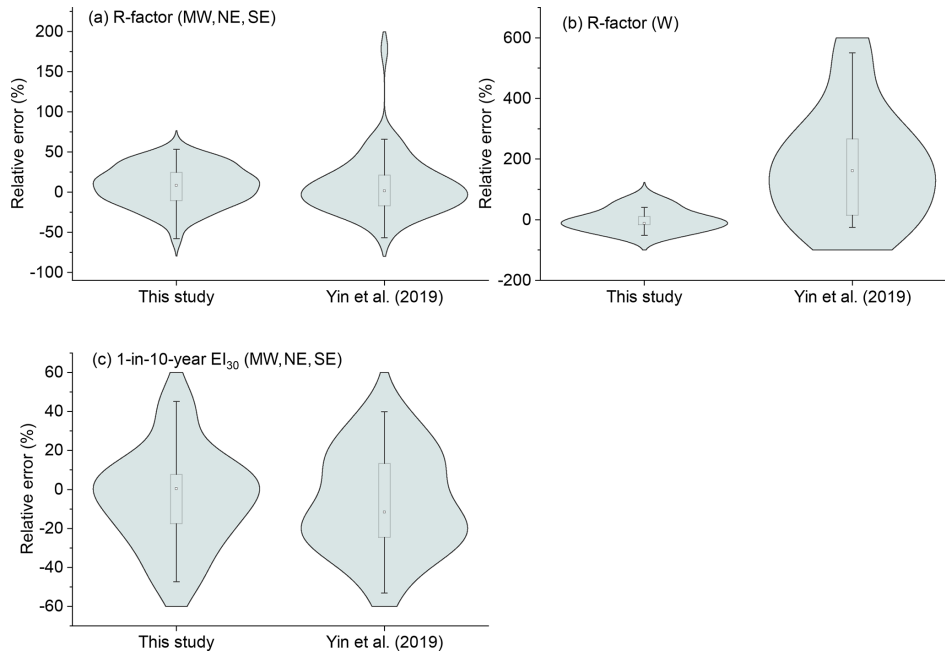 (a) R-factor (MW, NE, SE)
Relative error (%)
200
150
100
50
0
-50
-100
This study
Yin et al. (2019)
(b) R-factor (W)
Relative error (%)
600
400
200
0
-200
This study
Yin et al. (2019)
(c) 1-in-10-year EI30 (MW, NE, SE)
Relative error (%)
60
40
20
0
-20
-40
-60
This study
Yin et al. (2019)